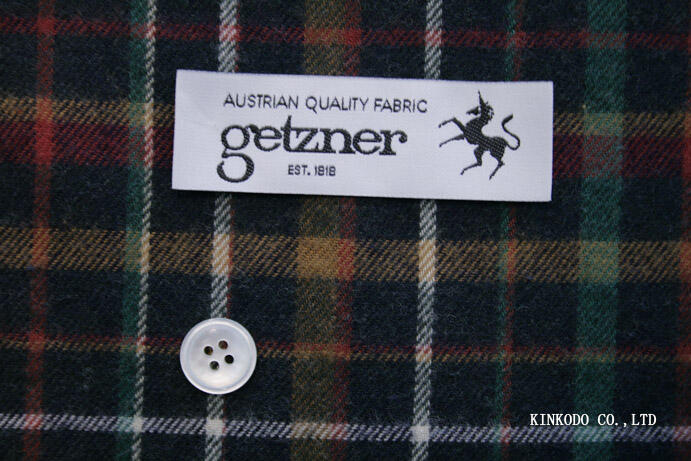 AUSTRIAN QUALITY FABRIC
getzner
EST. 1818
KINKODO CO.,LTD